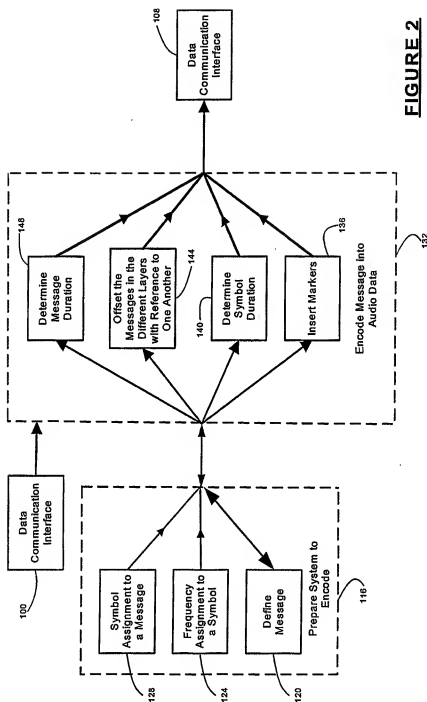 100
Data
Communication
Interface
128
Symbol
Assignment to
a Message
124
Frequency
Assignment to
a Symbol
120
Define
Message
Prepare System to
Encode
116
148
Determine
Message
Duration
Offset the
Messages in the
Different Layers
with Reference to
One Another
144
140
Determine
Symbol
Duration
Insert Markers
136
Encode Message into
Audio Data
132
108
Data
Communication
Interface
FIGURE 2